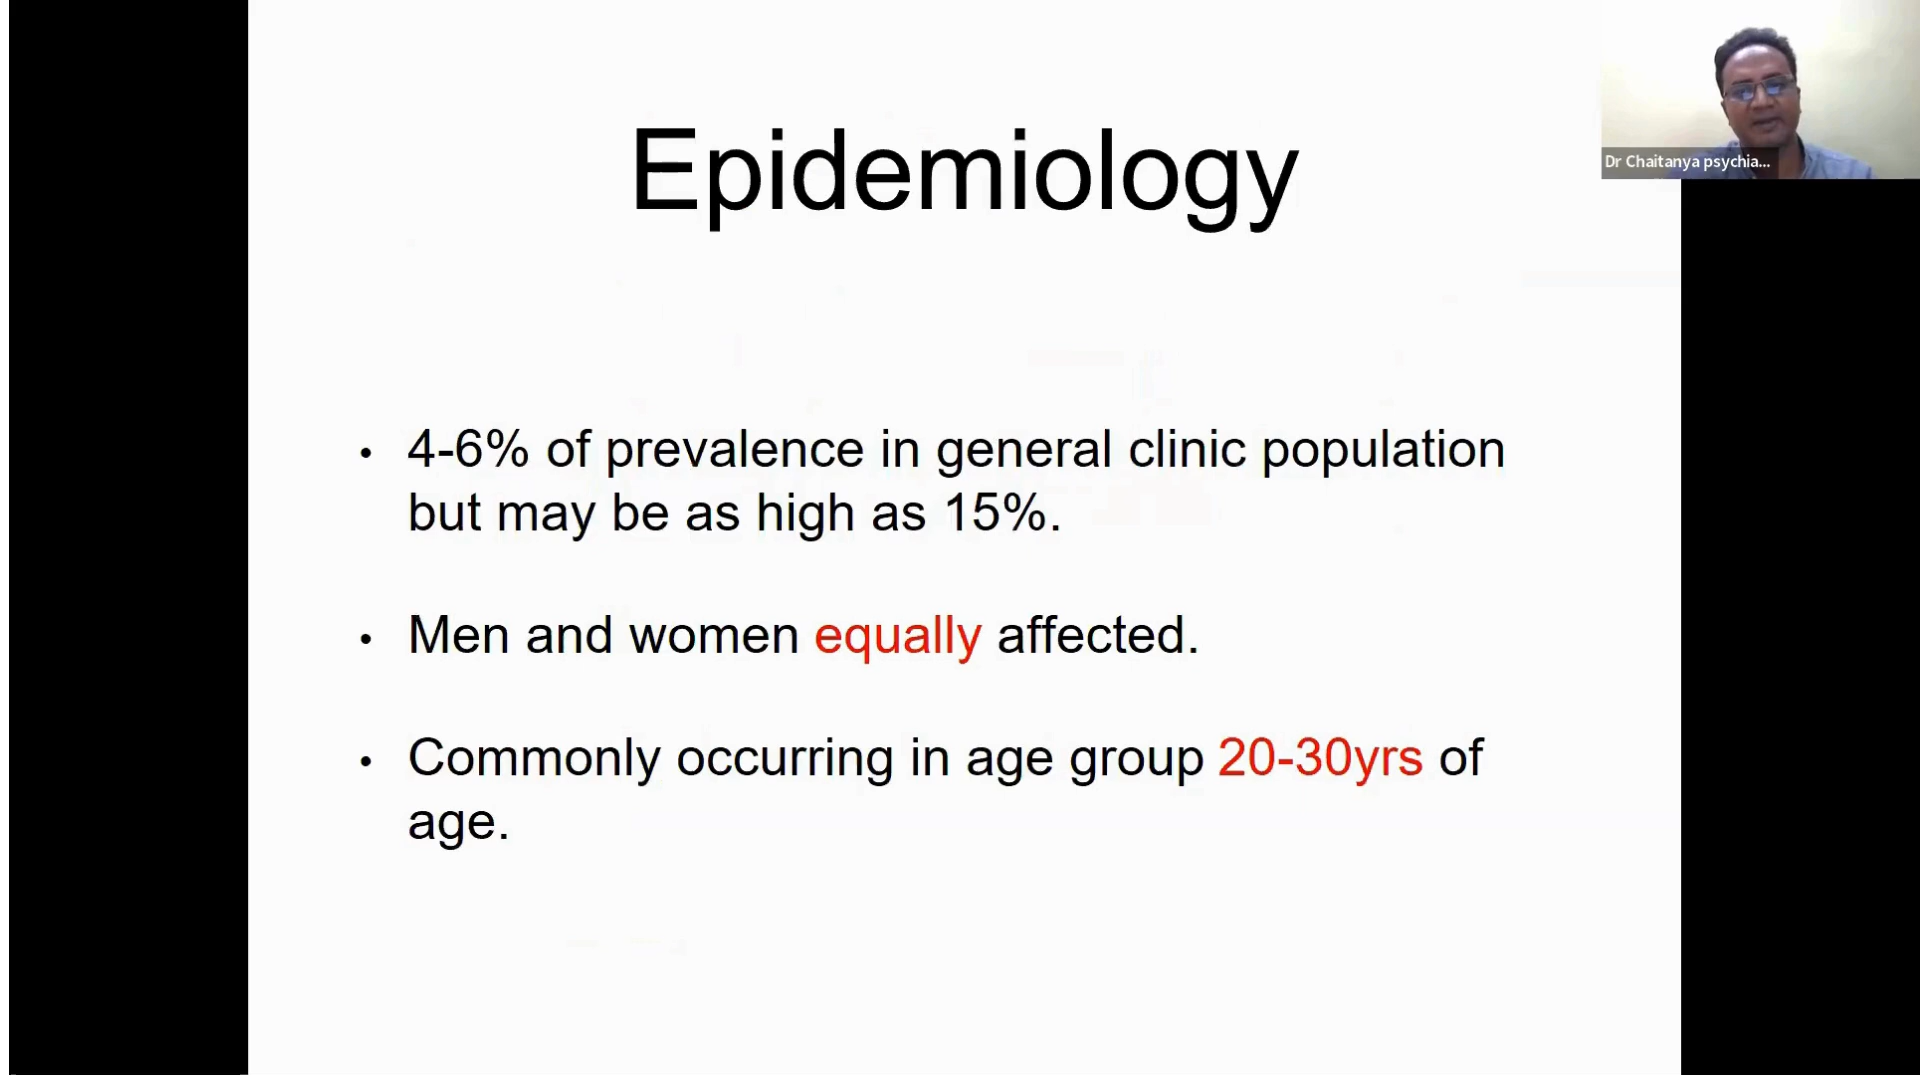 Epidemiology
Dr Chaitanya psychia...
• 4-6% of prevalence in general clinic population
but may be as high as 15%.
• Men and women equally affected.
• Commonly occurring in age group 20-30yrs of
age.